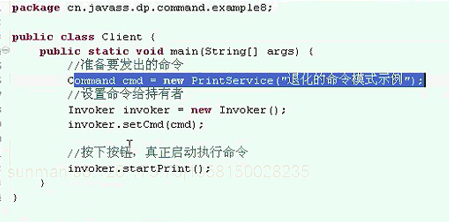 package cn.javass.dp.command.example8;
public class Client {
public static void main(String[] args) {
//准备要发出的命令
Command cmd = new PrintService("退化的命令模式示例");
//设置命令给持有者
Invoker invoker = new Invoker();
invoker.setCmd(cmd);
//按下按钮，真正启动执行命令
invoker.startPrint();
}
}